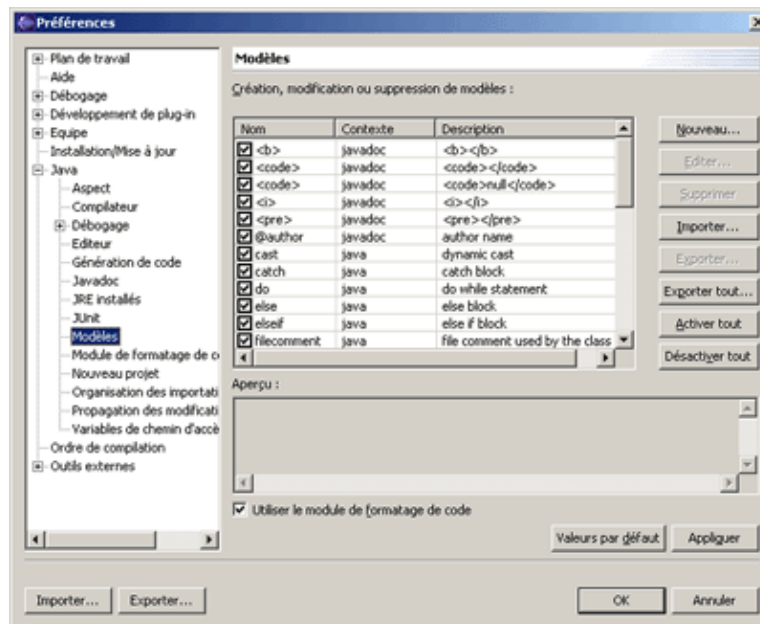 Préférences
Plan de travail
Aide
Débogage
Développement de plug-in
Equipe
Installation/Mise à jour
Java
Aspect
Compilateur
Débogage
Editeur
Génération de code
Javadoc
JRE installés
JUnit
Modèles
Module de formatage de co
Nouveau projet
Organisation des importati
Propagation des modificati
Variables de chemin d'accè
Ordre de compilation
Outils externes
Modèles
Création, modification ou suppression de modèles :
Nom Contexte Description
<b> javadoc <b></b>
<code> javadoc <code></code>
<code> javadoc <code>null</code>
<i> javadoc <i></i>
<pre> javadoc <pre></pre>
@author javadoc author name
cast java dynamic cast
catch java catch block
do java do while statement
else java else block
elseif java else if block
filecomment java file comment used by the class
Nouveau...
Editer...
Supprimer
Importer...
Exporter...
Exporter tout...
Activer tout
Désactiver tout
Aperçu :
Utiliser le module de formatage de code
Valeurs par défaut Appliquer
Importer... Exporter... OK Annuler